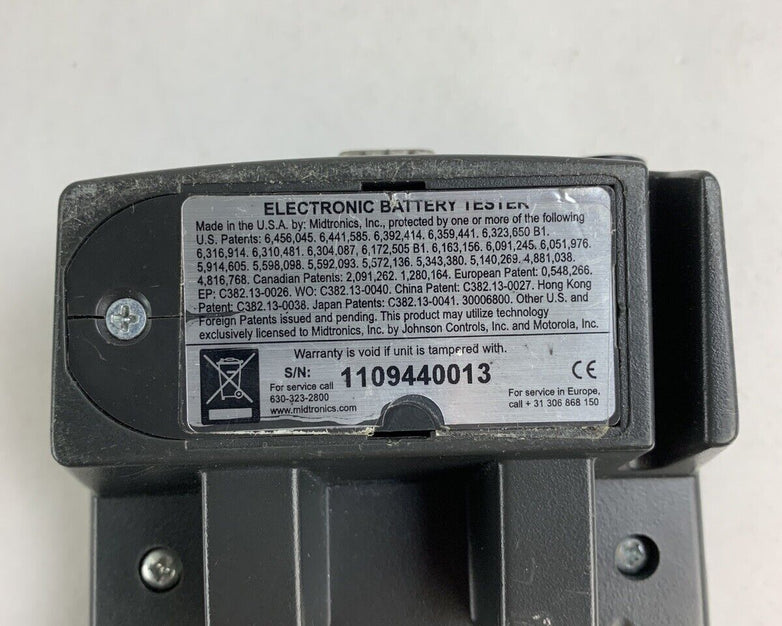 ELECTRONIC BATTERY TESTER
Made in the U.S.A. by: Midtronics, Inc., protected by one or more of the following
U.S. Patents: 6,456,045. 6,441,585. 6,392,414. 6,359,441. 6,323,650 B1.
6,316,914. 6,310,481. 6,304,087. 6,172,505 B1. 6,163,156. 6,091,245. 6,051,976.
5,914,605. 5,598,098. 5,592,093. 5,572,136. 5,343,380. 5,140,269. 4,881,038.
4,816,768. Canadian Patents: 2,091,262. 1,280,164. European Patent: 0,548,266.
EP: C382.13-0026. WO: C382.13-0040. China Patent: C382.13-0027. Hong Kong
Patent: C382.13-0038. Japan Patents: C382.13-0041. 30006800. Other U.S. and
Foreign Patents issued and pending. This product may utilize technology
exclusively licensed to Midtronics, Inc. by Johnson Controls, Inc. and Motorola, Inc.
Warranty is void if unit is tampered with.
S/N: 1109440013
CE
For service call
630-323-2800
www.midtronics.com
For service in Europe,
call + 31 306 868 150